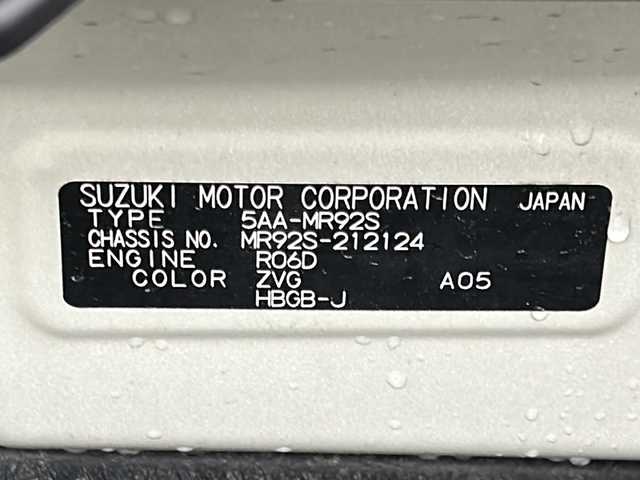 SUZUKI MOTOR CORPORATION JAPAN
TYPE 5AA-MR92S
CHASSIS NO. MR92S-212124
ENGINE R06D
COLOR ZVG A05
HBGB-J